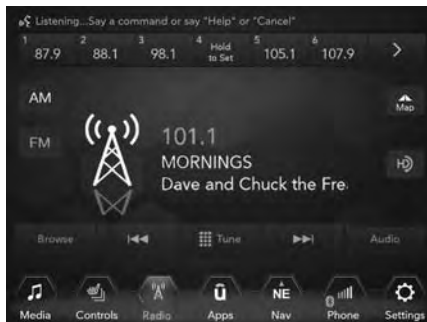 Listening...Say a command or say "Help" or "Cancel"
1 87.9 2 88.1 3 98.1 4 Hold to Set 5 105.1 6 107.9
AM
Map
FM
HD
101.1
MORNINGS
Dave and Chuck the Fre
Browse Tune Audio
û NE
Media Controls Radio Apps Nav Phone Settings